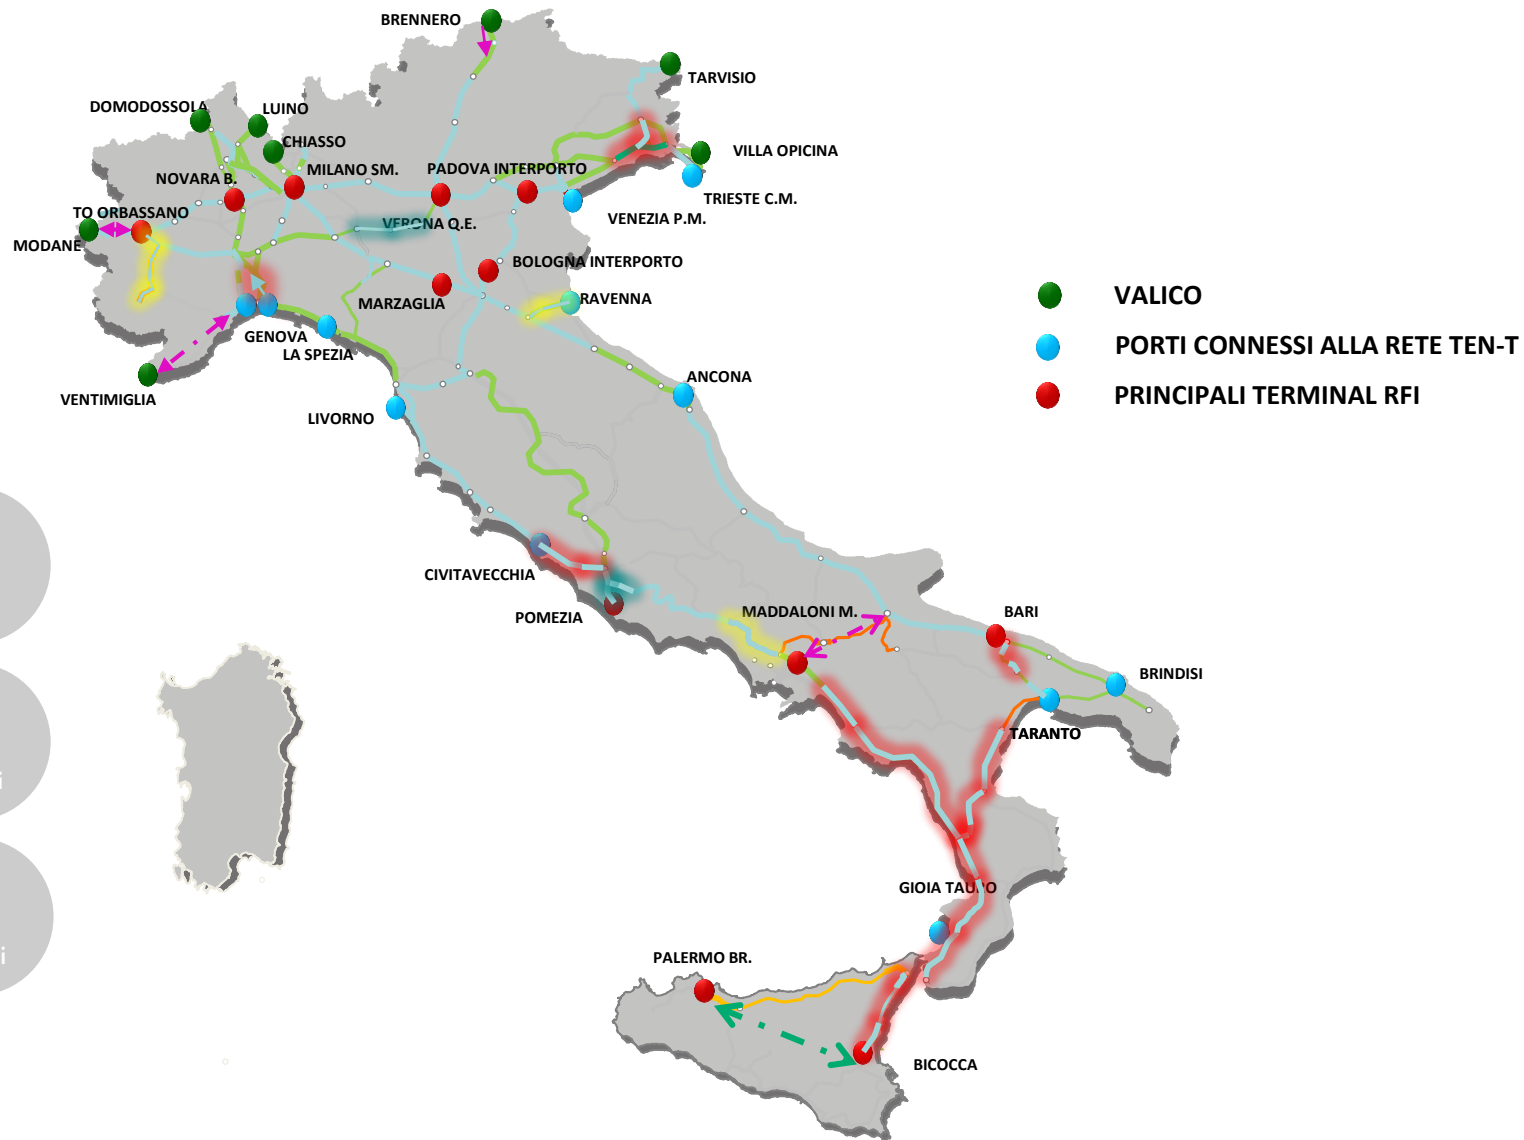 BRENNERO
TARVISIO
DOMODOSSOLA
LUINO
CHIASSO
VILLA OPICINA
MILANO SM.
PADOVA INTERPORTO
NOVARA B.
TRIESTE C.M.
TO ORBASSANO
VENEZIA P.M.
VERONA Q.E.
MODANE
BOLOGNA INTERPORTO
MARZAGLIA
RAVENNA
GENOVA
LA SPEZIA
VENTIMIGLIA
ANCONA
LIVORNO
VALICO
PORTI CONNESSI ALLA RETE TEN-T
PRINCIPALI TERMINAL RFI
CIVITAVECCHIA
POMEZIA
MADDALONI M.
BARI
BRINDISI
TARANTO
i
GIOIA TAURO
i
PALERMO BR.
BICOCCA